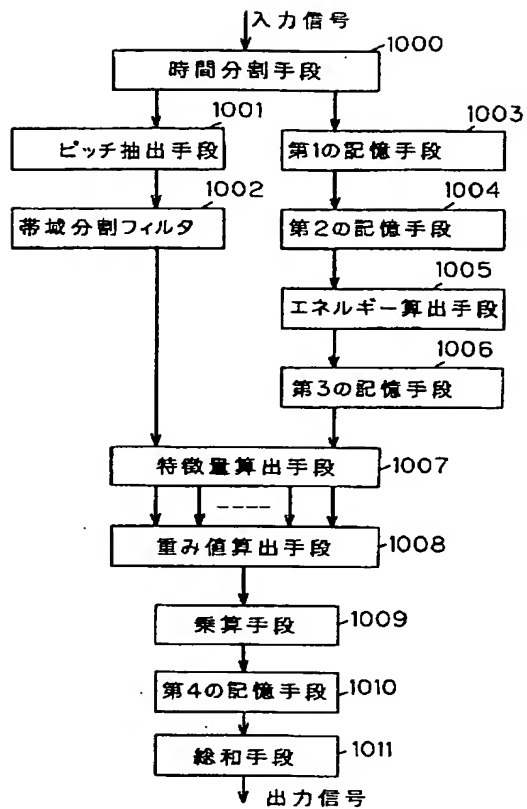 入力信号
1000
時間分割手段
1001
ピッチ抽出手段
1002
帯域分割フィルタ
1003
第1の記憶手段
1004
第2の記憶手段
1005
エネルギー算出手段
1006
第3の記憶手段
特徴量算出手段 1007
重み値算出手段 1008
乗算手段 1009
第4の記憶手段 1010
総和手段 1011
出力信号